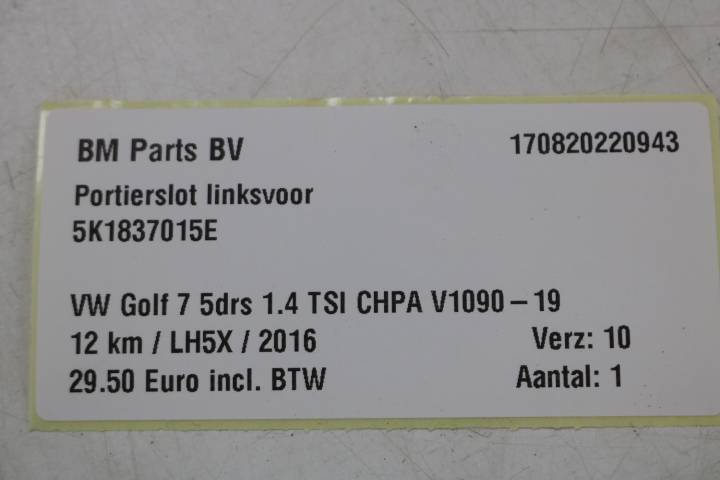 BM Parts BV 170820220943
Portierslot linksvoor
5K1837015E
VW Golf 7 5drs 1.4 TSI CHPA V1090 – 19
12 km / LH5X / 2016 Verz: 10
29.50 Euro incl. BTW Aantal: 1